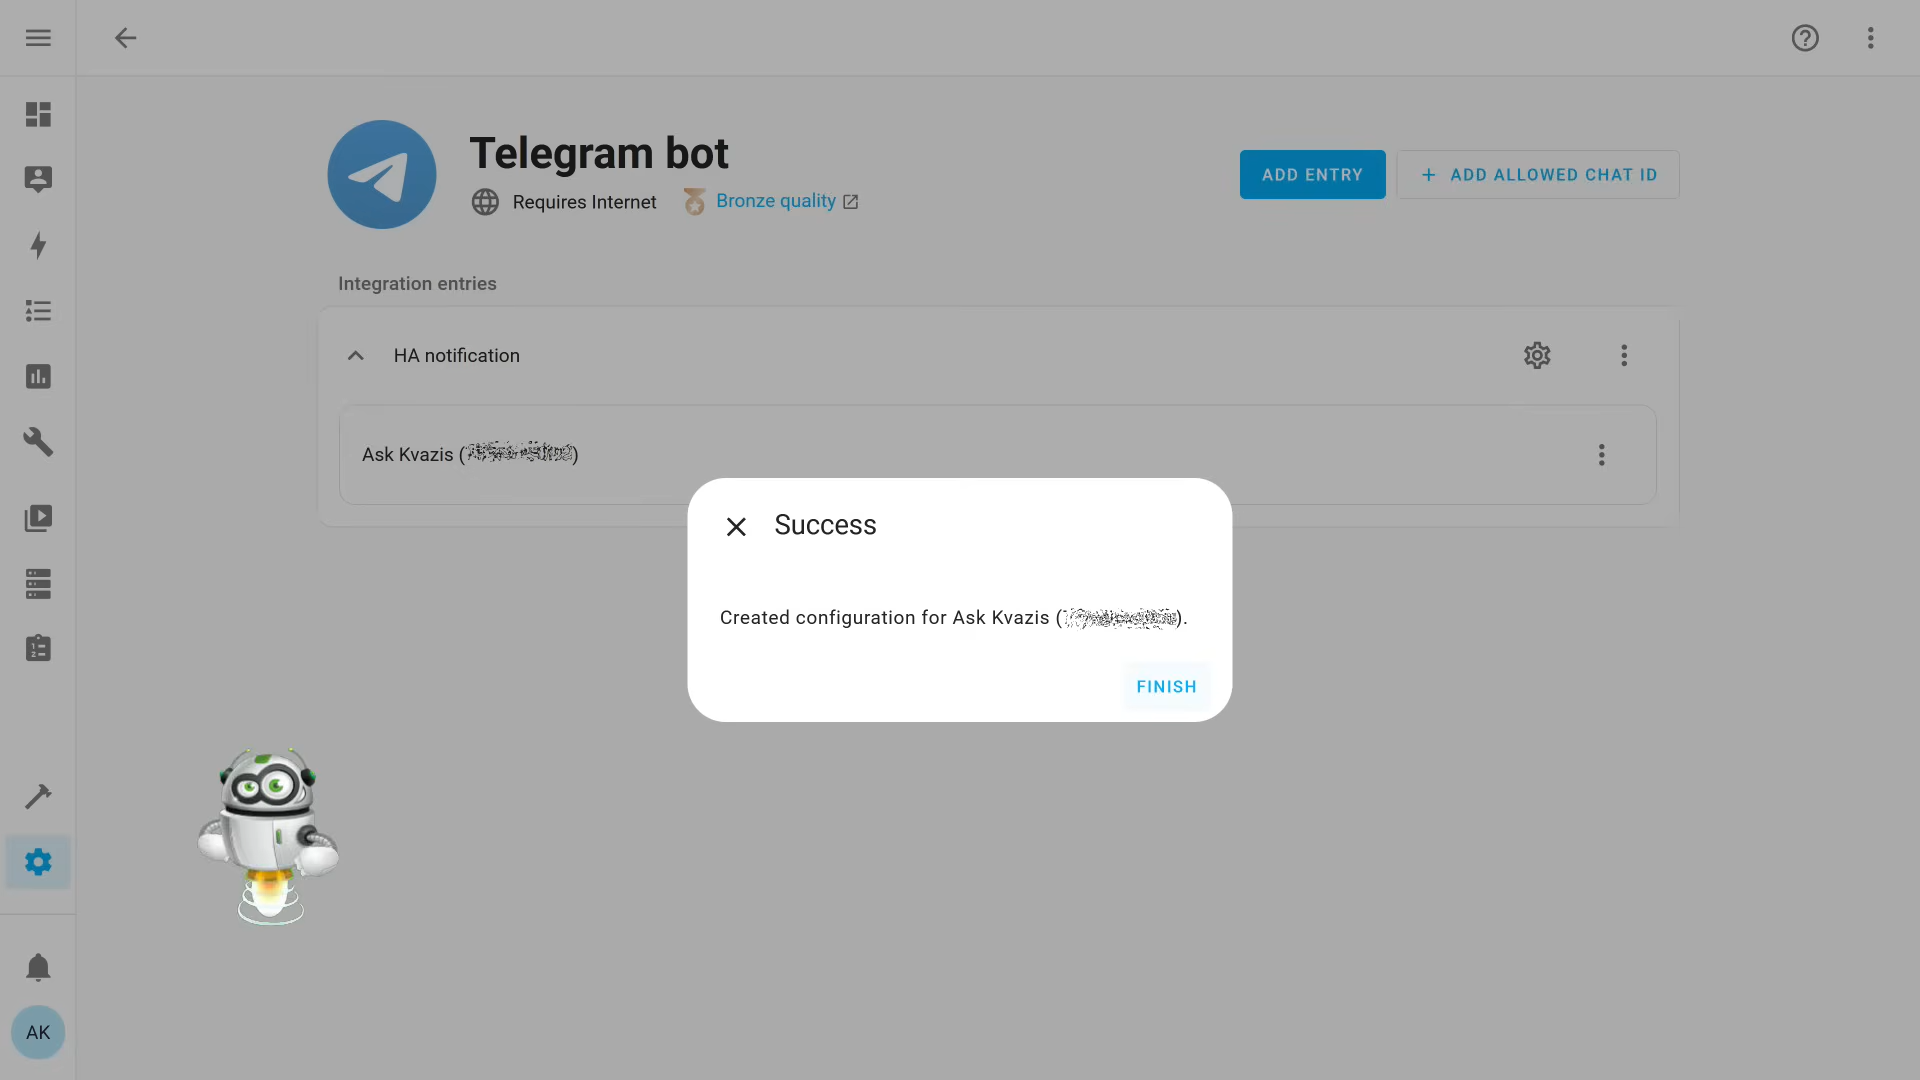 Telegram bot
Requires Internet
Bronze quality
ADD ENTRY
+ ADD ALLOWED CHAT ID
Integration entries
HA notification
Ask Kvazis ()
Success
Created configuration for Ask Kvazis ().
FINISH
AK